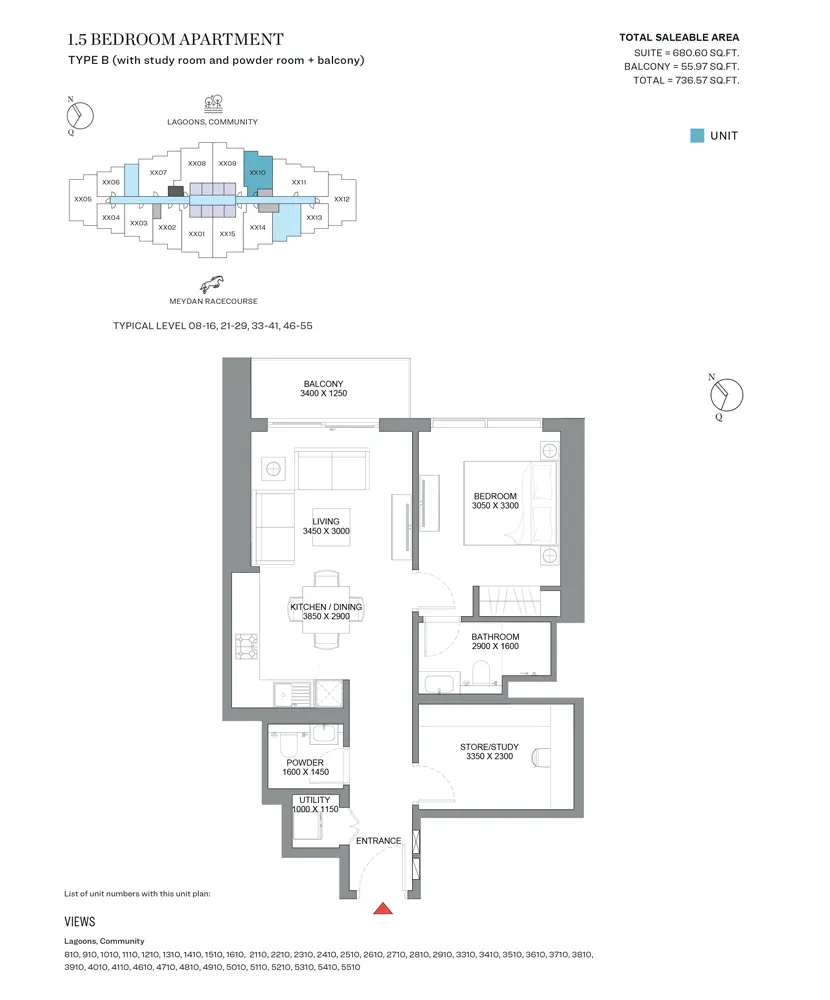 1.5 BEDROOM APARTMENT
TYPE B (with study room and powder room + balcony)
TOTAL SALEABLE AREA
SUITE = 680.60 SQ.FT.
BALCONY = 55.97 SQ.FT.
TOTAL = 736.57 SQ.FT.
UNIT
N
Q
LAGOONS, COMMUNITY
XX08 XX09
XX07 XX10
XX06 XX11
XX05 XX12
XX04 XX03 XX02 XX14 XX13
XX01 XX15
MEYDAN RACECOURSE
TYPICAL LEVEL 08-16, 21-29, 33-41, 46-55
N
Q
BALCONY
3400 X 1250
BEDROOM
3050 X 3300
LIVING
3450 X 3000
KITCHEN / DINING
3850 X 2900
BATHROOM
2900 X 1600
STORE/STUDY
3350 X 2300
POWDER
1600 X 1450
UTILITY
1000 X 1150
ENTRANCE
List of unit numbers with this unit plan:
VIEWS
Lagoons, Community
810, 910, 1010, 1110, 1210, 1310, 1410, 1510, 1610, 2110, 2210, 2310, 2410, 2510, 2610, 2710, 2810, 2910, 3310, 3410, 3510, 3610, 3710, 3810,
3910, 4010, 4110, 4610, 4710, 4810, 4910, 5010, 5110, 5210, 5310, 5410, 5510